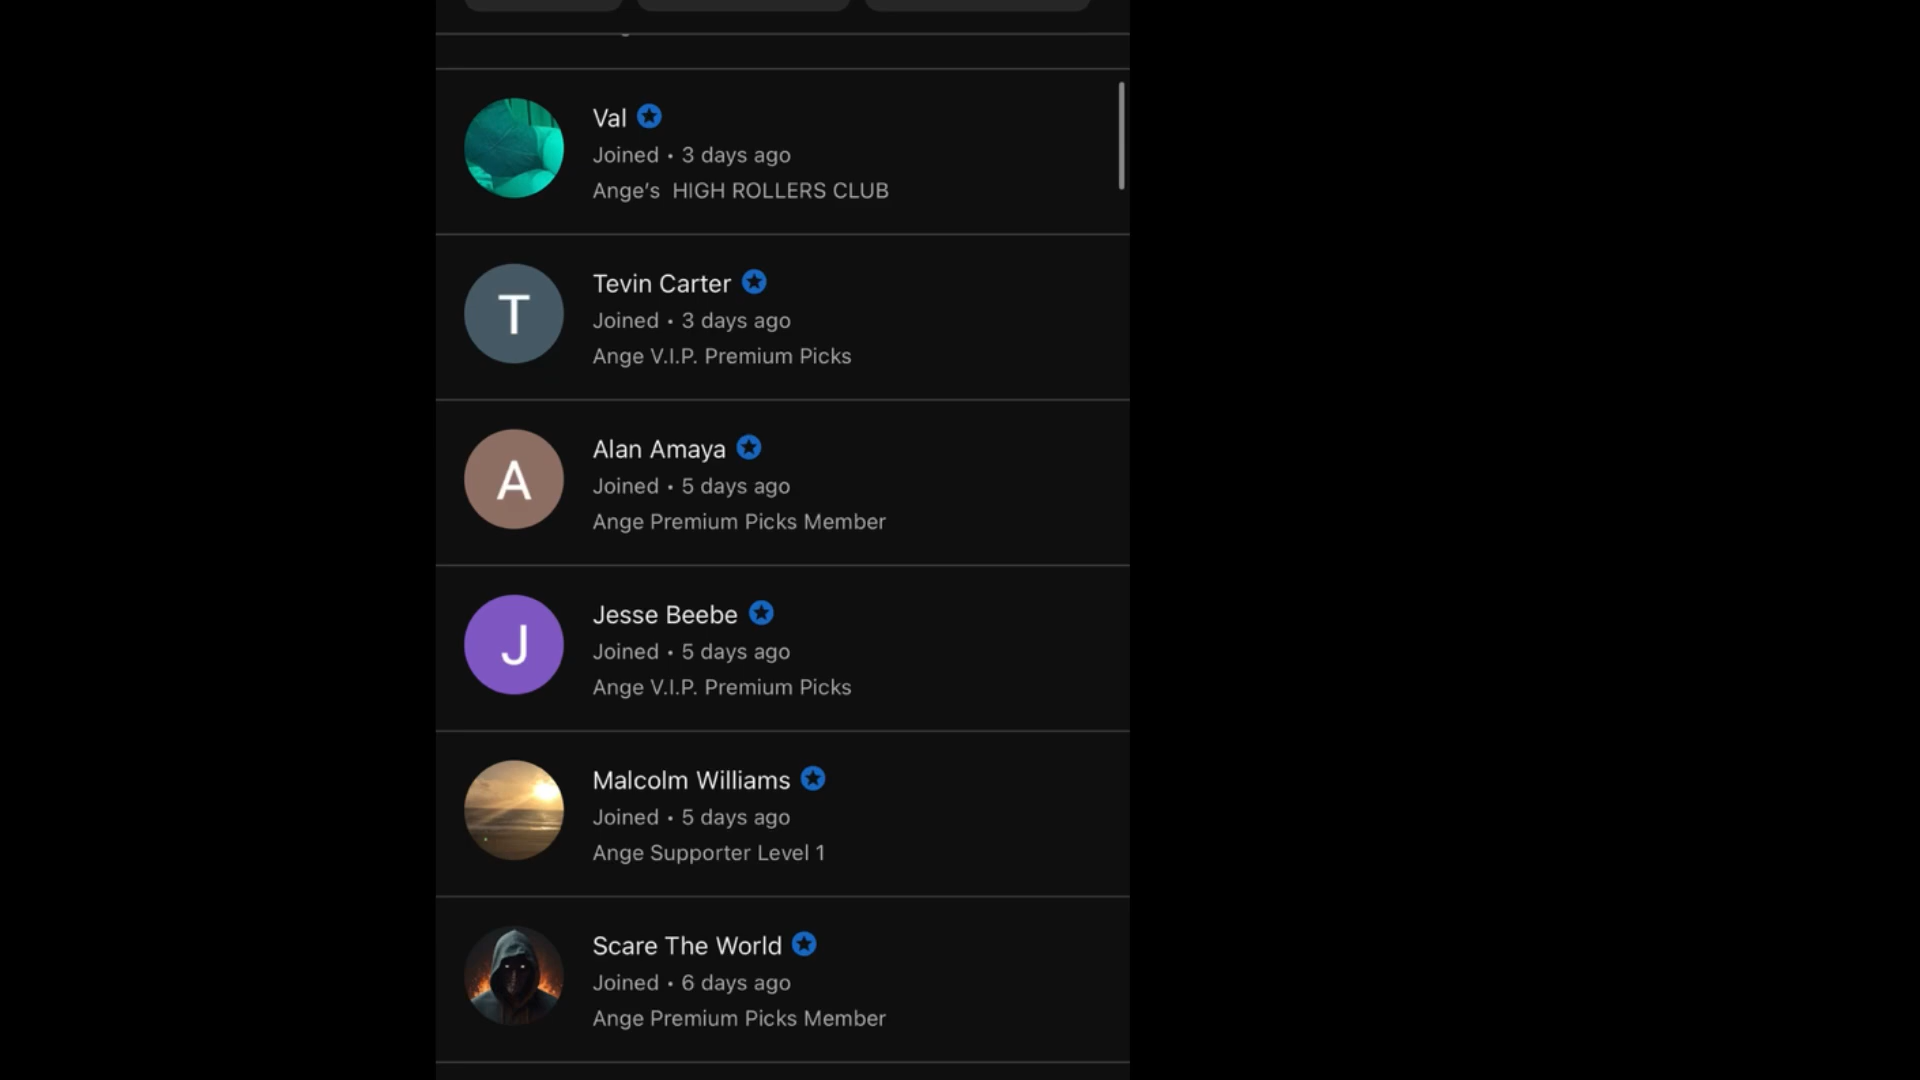 Val
Joined • 3 days ago
Ange's HIGH ROLLERS CLUB
T
Tevin Carter
Joined • 3 days ago
Ange V.I.P. Premium Picks
A
Alan Amaya
Joined • 5 days ago
Ange Premium Picks Member
J
Jesse Beebe
Joined • 5 days ago
Ange V.I.P. Premium Picks
Malcolm Williams
Joined • 5 days ago
Ange Supporter Level 1
Scare The World
Joined • 6 days ago
Ange Premium Picks Member